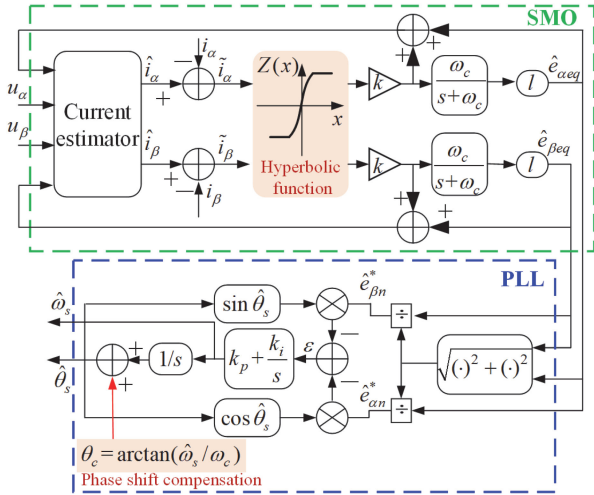 SMO
i_α
u_α
u_β
Current
estimator
î_α
ĩ_α
î_β
ĩ_β
i_β
+
−
+
−
Z(x)
x
Hyperbolic
function
k
k
+
+
+
+
ω_c
s+ω_c
ω_c
s+ω_c
l
l
ê_αeq
ê_βeq
PLL
ω̂_s
θ̂_s
sin θ̂_s
ê*_βn
÷
−
ε
1/s
k_p + k_i/s
+
+
√(·)²+(·)²
−
cos θ̂_s
ê*_αn
÷
θ_c = arctan(ω̂_s/ω_c)
Phase shift compensation